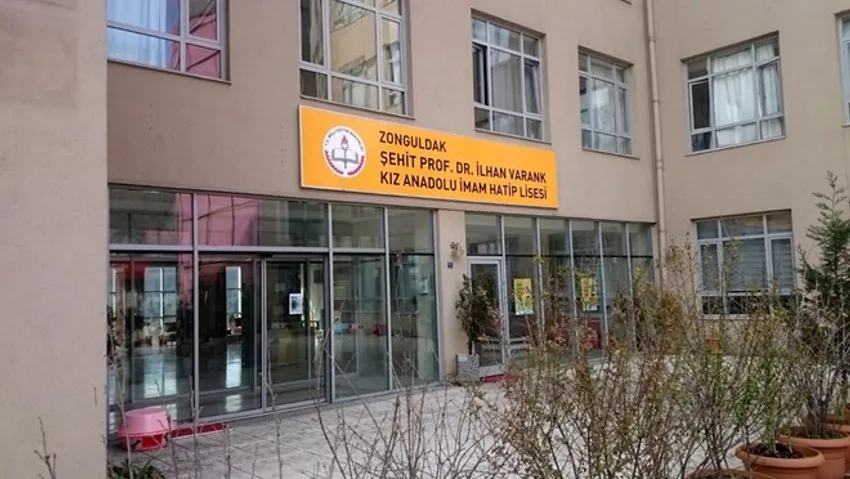 ZONGULDAK
ŞEHİT PROF. DR. İLHAN VARANK
KIZ ANADOLU İMAM HATİP LİSESİ